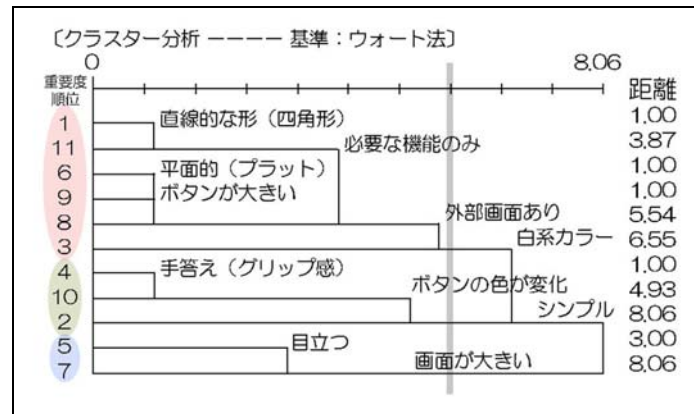 〔クラスター分析 ---- 基準：ウォート法〕
0 8.06
重要度 順位 距離
1 直線的な形（四角形） 1.00
11 必要な機能のみ 3.87
6 平面的（プラット） 1.00
9 ボタンが大きい 1.00
8 外部画面あり 5.54
3 白系カラー 6.55
4 手答え（グリップ感） 1.00
10 ボタンの色が変化 4.93
2 シンプル 8.06
5 目立つ 3.00
7 画面が大きい 8.06